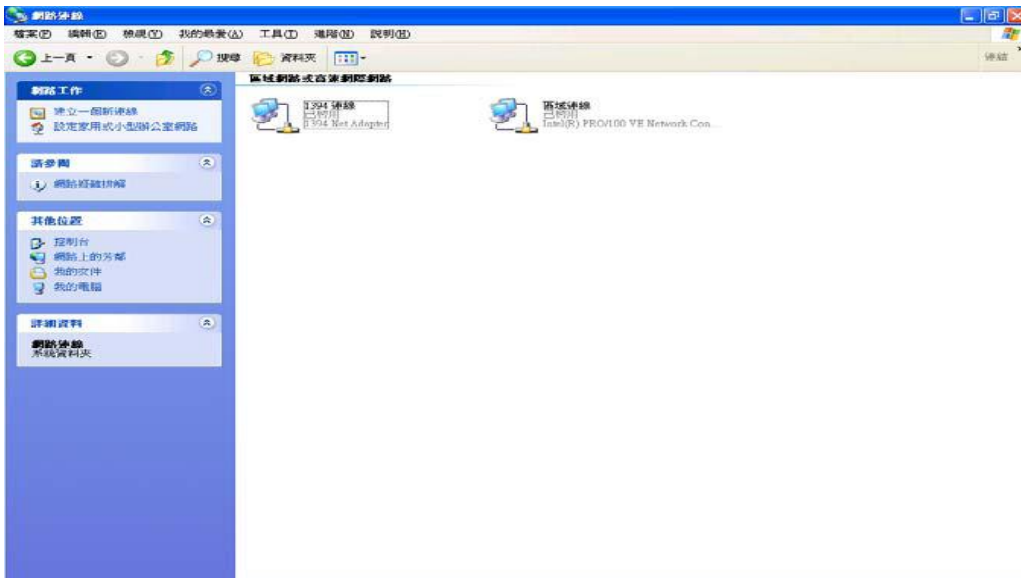 網路連線
檔案(F) 編輯(E) 檢視(V) 我的最愛(A) 工具(T) 進階(N) 說明(H)
上一頁 搜尋 資料夾 連結
區域網路或高速網際網路
網路工作
建立一個新連線
設定家用或小型辦公室網路
請參閱
網路疑難排解
其他位置
控制台
網路上的芳鄰
我的文件
我的電腦
詳細資料
網路連線
系統資料夾
1394 連線
已啟用
1394 Net Adapter
區域連線
已啟用
Intel(R) PRO/100 VE Network Con...